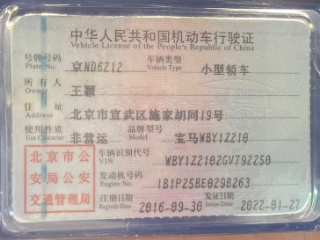 中华人民共和国机动车行驶证
Vehicle License of the People's Republic of China
号牌号码 京ND6Z12 车辆类型 小型轿车
Plate No. Vehicle Type
所有人 王颖
Owner
住址 北京市宣武区施家胡同19号
Address
使用性质 非营运 品牌型号 宝马WBY1Z210
Use Character
北京市公
安局公安
交通管理局
车辆识别代号 WBY1Z2102GV792250
VIN
发动机号码 IB1P25BE029B263
Engine No.
注册日期 2016-09-30 发证日期 2022-01-27
Register Date Issue Date